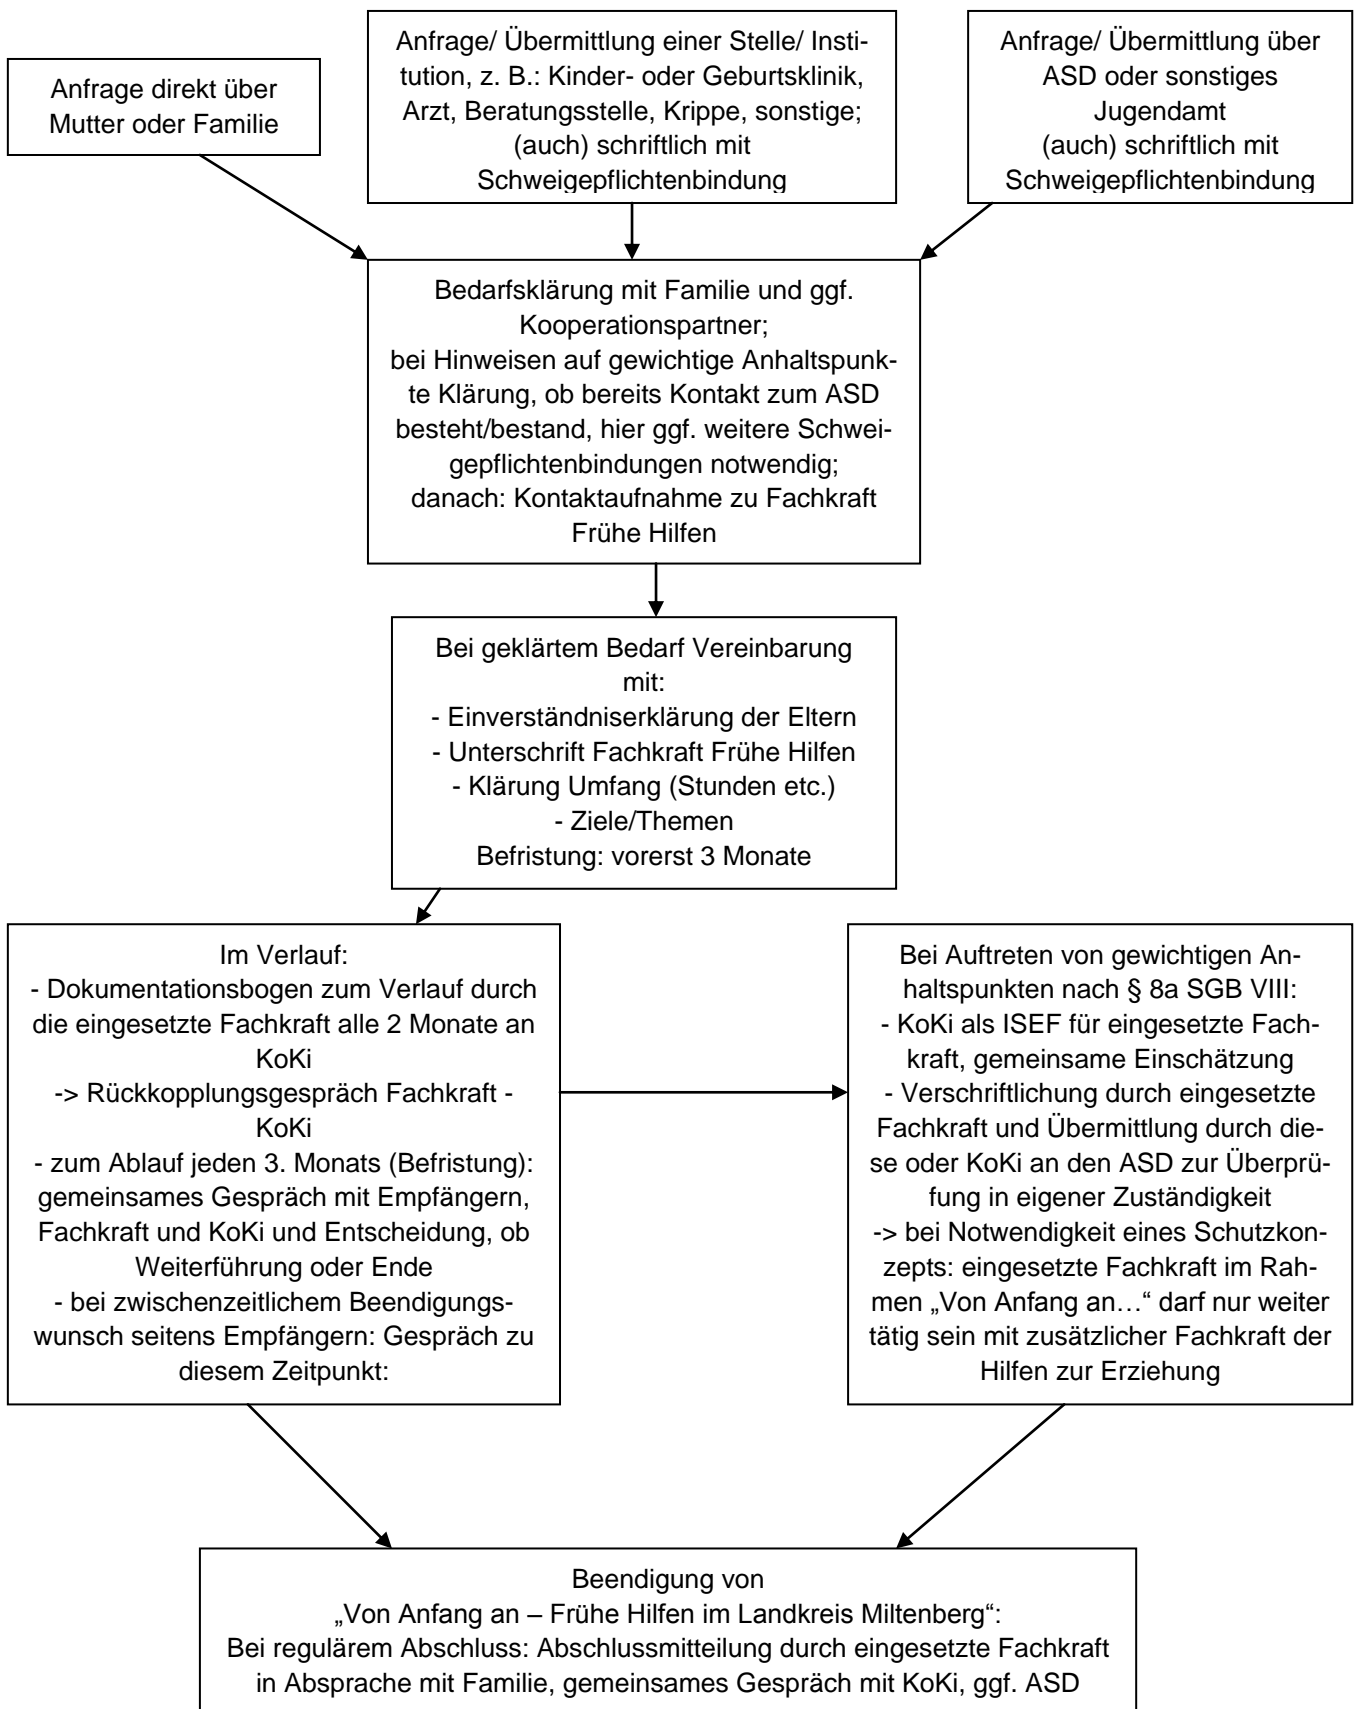 Anfrage direkt über
Mutter oder Familie
Anfrage/ Übermittlung einer Stelle/ Insti-
tution, z. B.: Kinder- oder Geburtsklinik,
Arzt, Beratungsstelle, Krippe, sonstige;
(auch) schriftlich mit
Schweigepflichtenbindung
Anfrage/ Übermittlung über
ASD oder sonstiges
Jugendamt
(auch) schriftlich mit
Schweigepflichtenbindung
Bedarfsklärung mit Familie und ggf.
Kooperationspartner;
bei Hinweisen auf gewichtige Anhaltspunk-
te Klärung, ob bereits Kontakt zum ASD
besteht/bestand, hier ggf. weitere Schwei-
gepflichtenbindungen notwendig;
danach: Kontaktaufnahme zu Fachkraft
Frühe Hilfen
Bei geklärtem Bedarf Vereinbarung
mit:
- Einverständniserklärung der Eltern
- Unterschrift Fachkraft Frühe Hilfen
- Klärung Umfang (Stunden etc.)
- Ziele/Themen
Befristung: vorerst 3 Monate
Im Verlauf:
- Dokumentationsbogen zum Verlauf durch
die eingesetzte Fachkraft alle 2 Monate an
KoKi
-> Rückkopplungsgespräch Fachkraft -
KoKi
- zum Ablauf jeden 3. Monats (Befristung):
gemeinsames Gespräch mit Empfängern,
Fachkraft und KoKi und Entscheidung, ob
Weiterführung oder Ende
- bei zwischenzeitlichem Beendigungs-
wunsch seitens Empfängern: Gespräch zu
diesem Zeitpunkt:
Bei Auftreten von gewichtigen An-
haltspunkten nach § 8a SGB VIII:
- KoKi als ISEF für eingesetzte Fach-
kraft, gemeinsame Einschätzung
- Verschriftlichung durch eingesetzte
Fachkraft und Übermittlung durch die-
se oder KoKi an den ASD zur Überprü-
fung in eigener Zuständigkeit
-> bei Notwendigkeit eines Schutzkon-
zepts: eingesetzte Fachkraft im Rah-
men „Von Anfang an…“ darf nur weiter
tätig sein mit zusätzlicher Fachkraft der
Hilfen zur Erziehung
Beendigung von
„Von Anfang an – Frühe Hilfen im Landkreis Miltenberg“:
Bei regulärem Abschluss: Abschlussmitteilung durch eingesetzte Fachkraft
in Absprache mit Familie, gemeinsames Gespräch mit KoKi, ggf. ASD